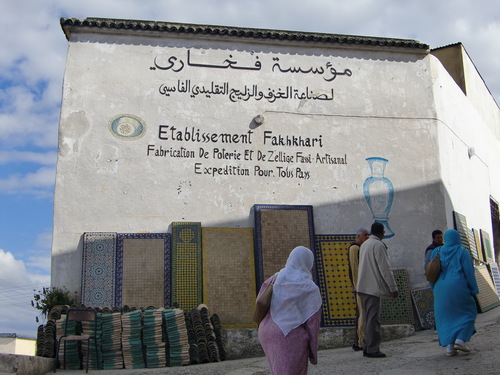 مؤسسة فخاري
لصناعة الخزف والزليج التقليدي الفاسي
Etablissement Fakhkhari
Fabrication De Poterie Et De Zellige Fassi Artisanal
Expedition Pour Tous Pays